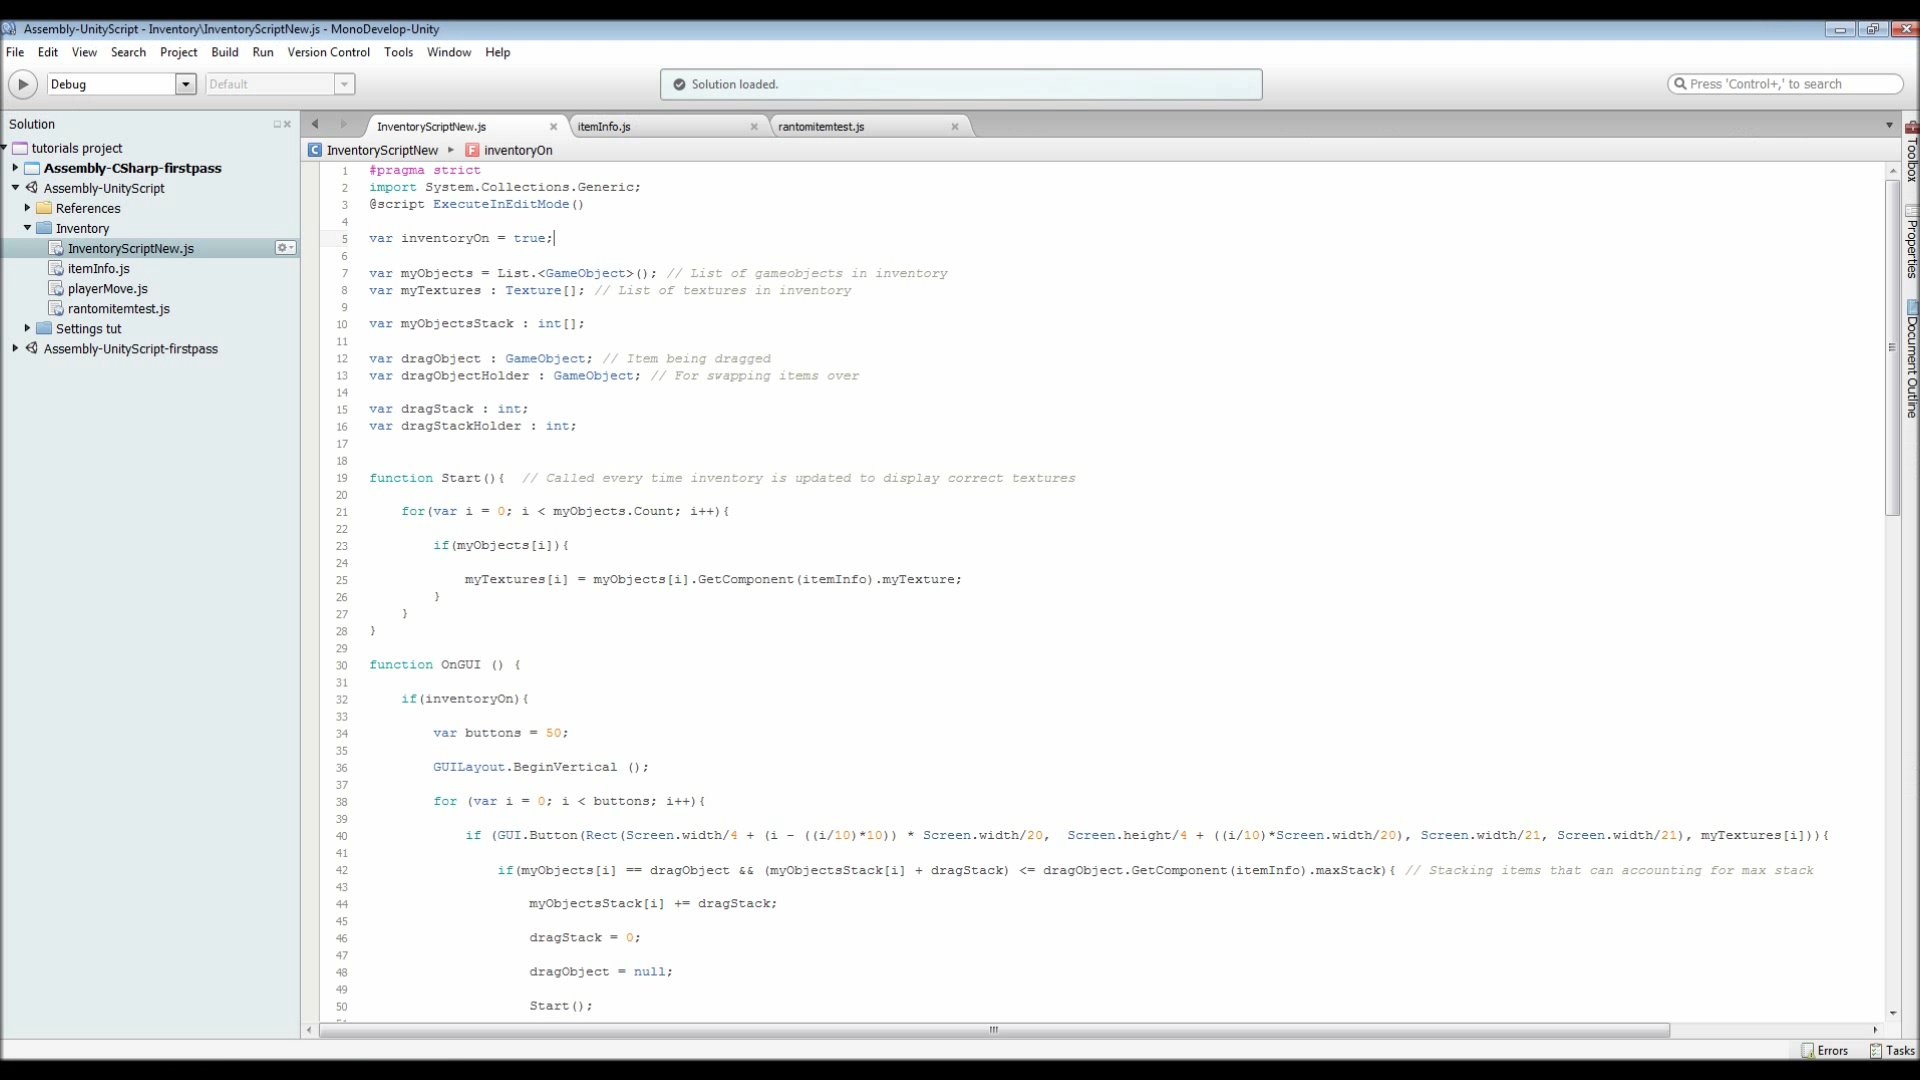 Assembly-UnityScript - Inventory\InventoryScriptNew.js - MonoDevelop-Unity
File Edit View Search Project Build Run Version Control Tools Window Help
Debug Default Solution loaded. Press 'Control+,' to search
Solution
tutorials project
Assembly-CSharp-firstpass
Assembly-UnityScript
References
Inventory
InventoryScriptNew.js
itemInfo.js
playerMove.js
rantomitemtest.js
Settings tut
Assembly-UnityScript-firstpass
InventoryScriptNew.js itemInfo.js rantomitemtest.js
InventoryScriptNew inventoryOn
1 #pragma strict
2 import System.Collections.Generic;
3 @script ExecuteInEditMode()
4
5 var inventoryOn = true;
6
7 var myObjects = List.<GameObject>(); // List of gameobjects in inventory
8 var myTextures : Texture[]; // List of textures in inventory
9
10 var myObjectsStack : int[];
11
12 var dragObject : GameObject; // Item being dragged
13 var dragObjectHolder : GameObject; // For swapping items over
14
15 var dragStack : int;
16 var dragStackHolder : int;
17
18
19 function Start(){ // Called every time inventory is updated to display correct textures
20
21 for(var i = 0; i < myObjects.Count; i++){
22
23 if(myObjects[i]){
24
25 myTextures[i] = myObjects[i].GetComponent(itemInfo).myTexture;
26 }
27 }
28 }
29
30 function OnGUI () {
31
32 if(inventoryOn){
33
34 var buttons = 50;
35
36 GUILayout.BeginVertical ();
37
38 for (var i = 0; i < buttons; i++){
39
40 if (GUI.Button(Rect(Screen.width/4 + (i - ((i/10)*10)) * Screen.width/20, Screen.height/4 + ((i/10)*Screen.width/20), Screen.width/21, Screen.width/21), myTextures[i])){
41
42 if(myObjects[i] == dragObject && (myObjectsStack[i] + dragStack) <= dragObject.GetComponent(itemInfo).maxStack){ // Stacking items that can accounting for max stack
43
44 myObjectsStack[i] += dragStack;
45
46 dragStack = 0;
47
48 dragObject = null;
49
50 Start();
Toolbox
Properties
Document Outline
Errors Tasks